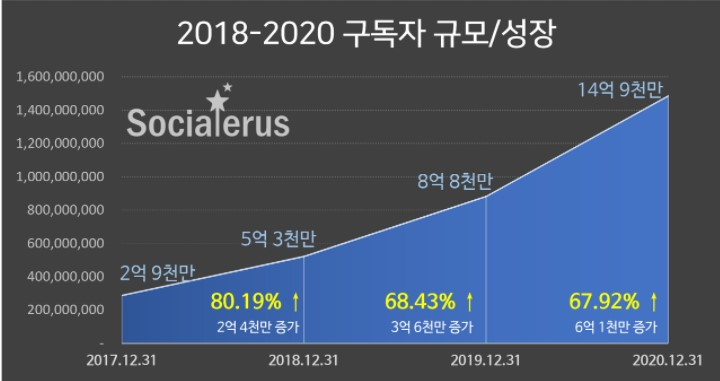 2018-2020 구독자 규모/성장
1,600,000,000
1,400,000,000
1,200,000,000
1,000,000,000
800,000,000
600,000,000
400,000,000
200,000,000
-
Socialerus
2억 9천만
5억 3천만
8억 8천만
14억 9천만
80.19% ↑
2억 4천만 증가
68.43% ↑
3억 6천만 증가
67.92% ↑
6억 1천만 증가
2017.12.31 2018.12.31 2019.12.31 2020.12.31